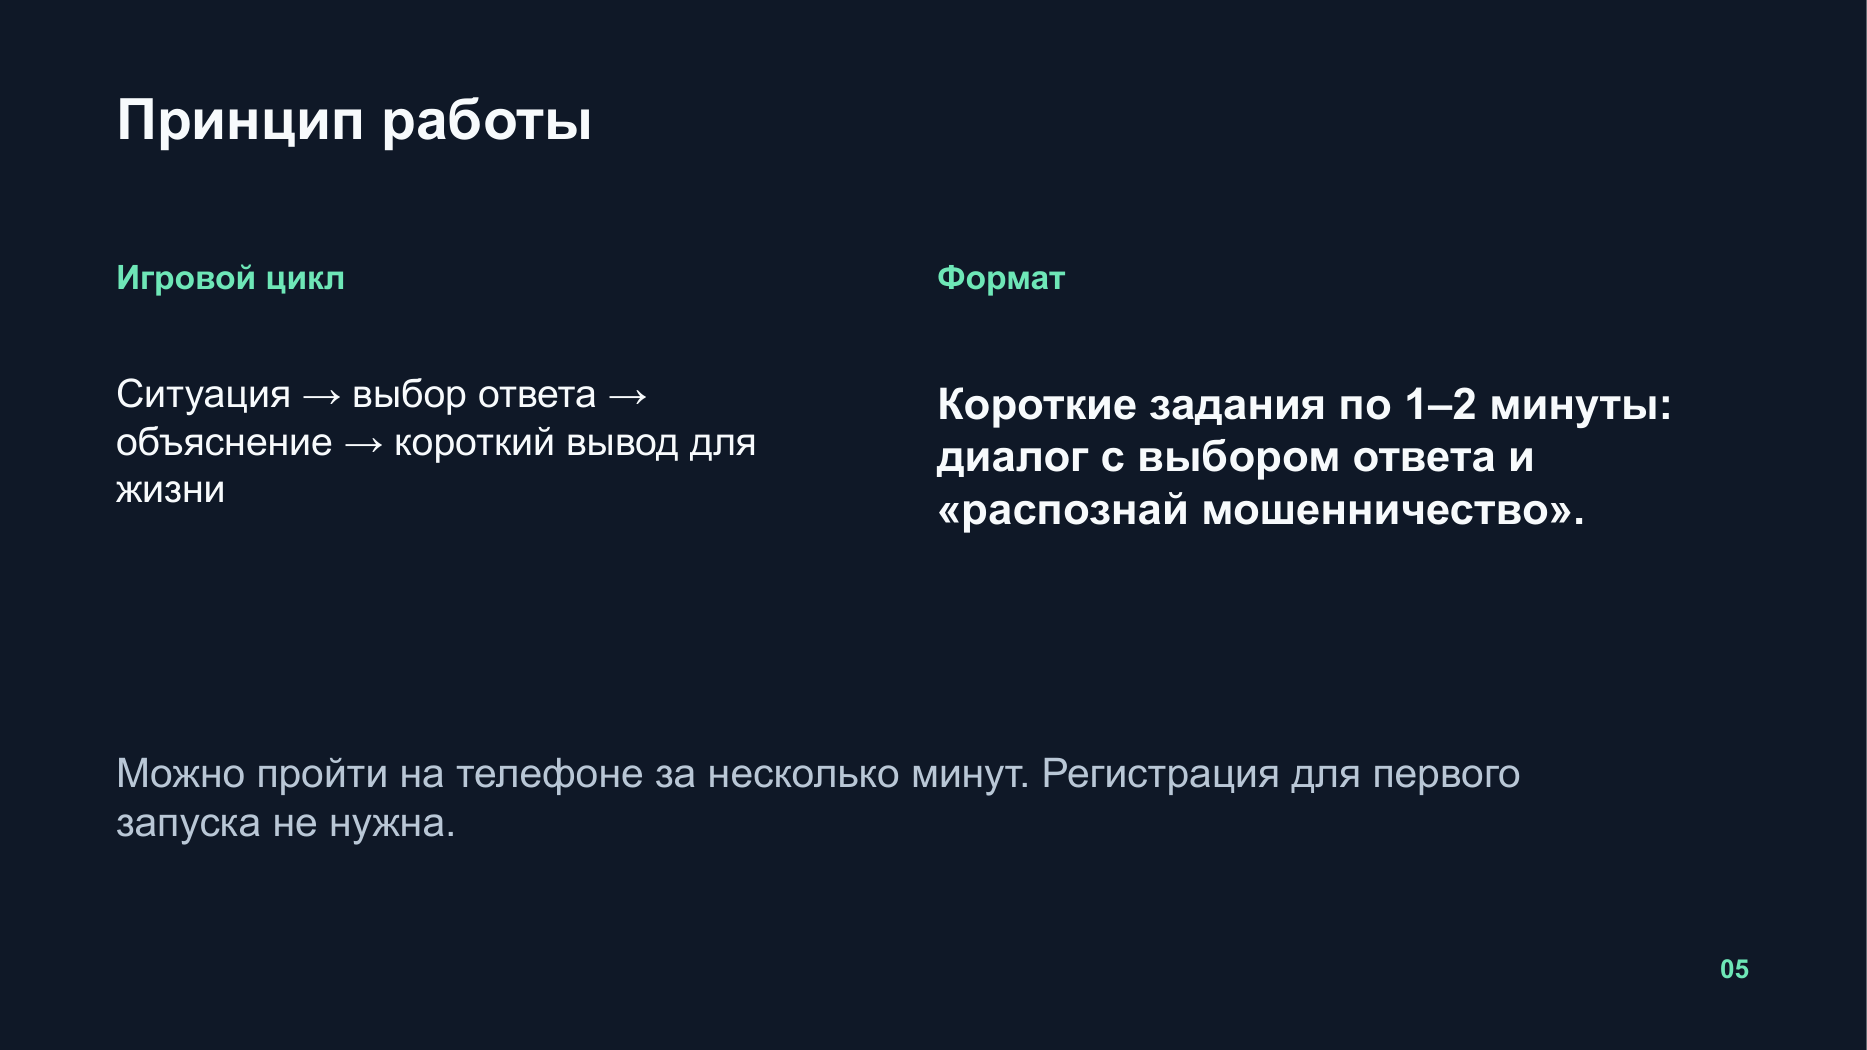 Принцип работы
Игровой цикл
Ситуация → выбор ответа →
объяснение → короткий вывод для
жизни
Формат
Короткие задания по 1–2 минуты:
диалог с выбором ответа и
«распознай мошенничество».
Можно пройти на телефоне за несколько минут. Регистрация для первого
запуска не нужна.
05